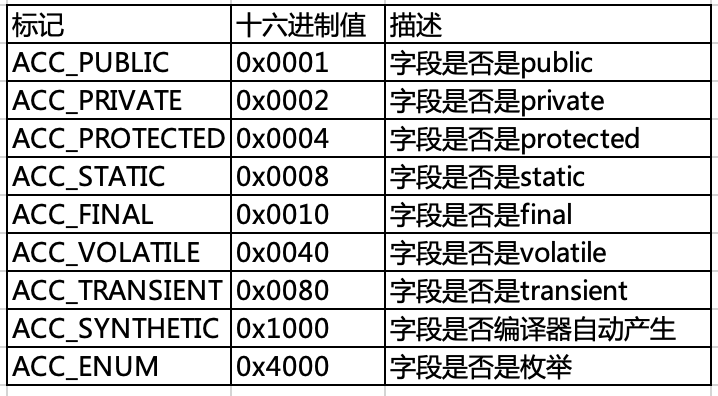 标记 十六进制值 描述
ACC_PUBLIC 0x0001 字段是否是public
ACC_PRIVATE 0x0002 字段是否是private
ACC_PROTECTED 0x0004 字段是否是protected
ACC_STATIC 0x0008 字段是否是static
ACC_FINAL 0x0010 字段是否是final
ACC_VOLATILE 0x0040 字段是否是volatile
ACC_TRANSIENT 0x0080 字段是否是transient
ACC_SYNTHETIC 0x1000 字段是否编译器自动产生
ACC_ENUM 0x4000 字段是否是枚举